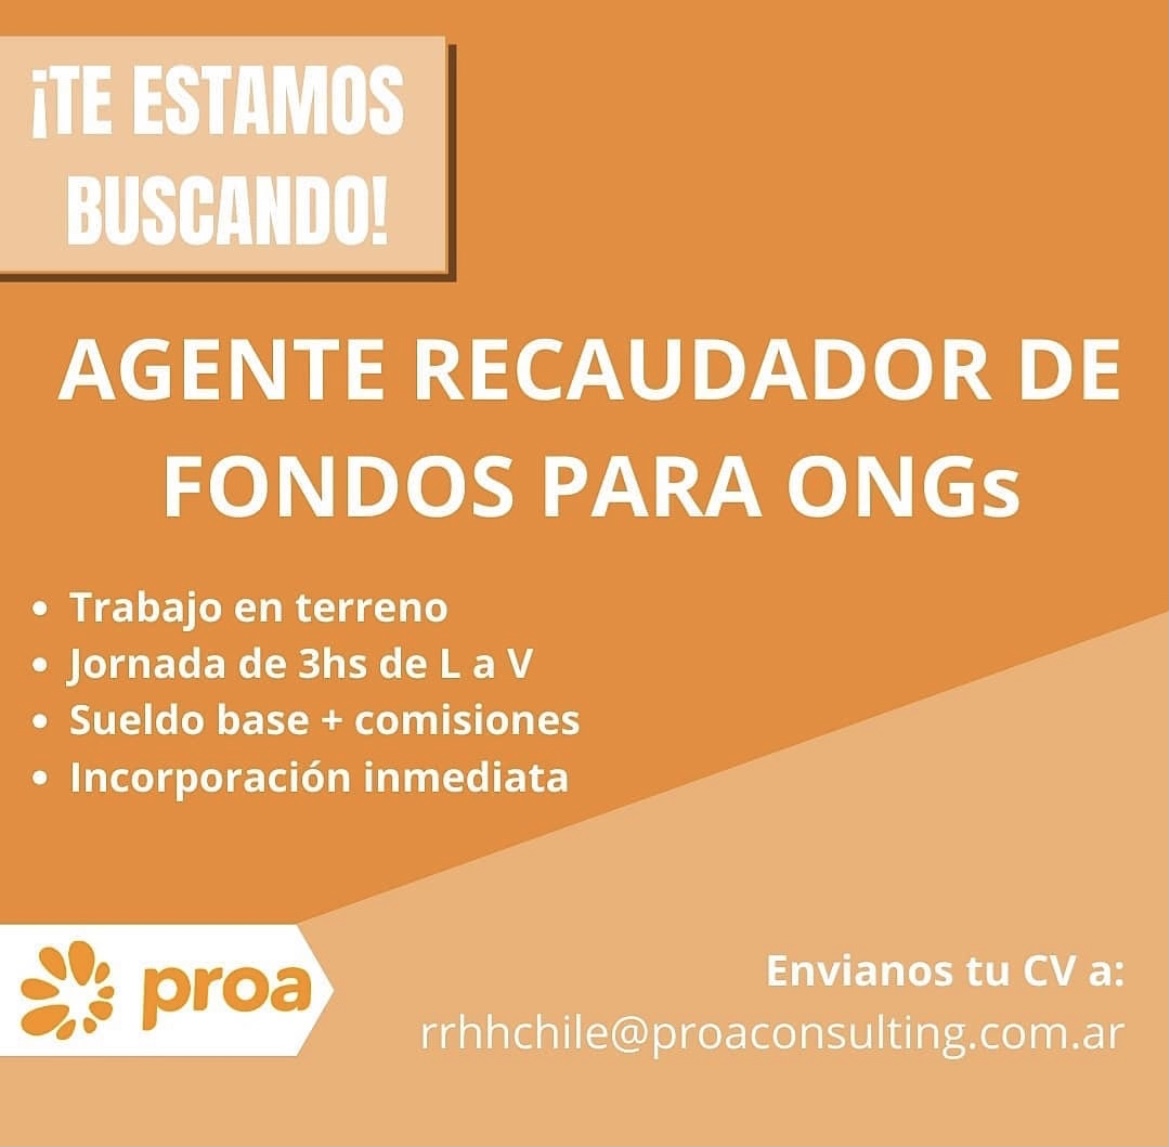 ¡TE ESTAMOS
BUSCANDO!
AGENTE RECAUDADOR DE
FONDOS PARA ONGs
• Trabajo en terreno
• Jornada de 3hs de L a V
• Sueldo base + comisiones
• Incorporación inmediata
proa
Envianos tu CV a:
rrhhchile@proaconsulting.com.ar